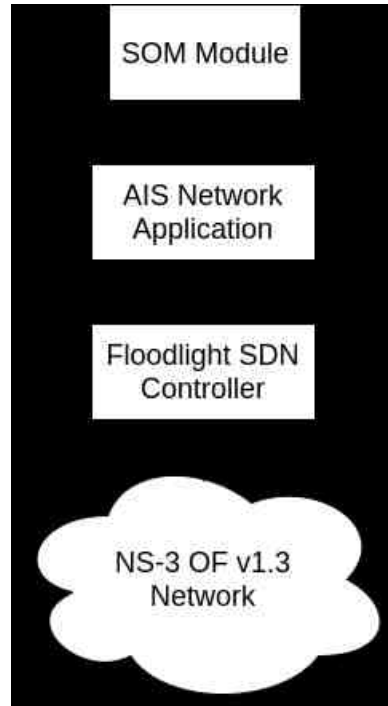 SOM Module
AIS Network
Application
Floodlight SDN
Controller
NS-3 OF v1.3
Network